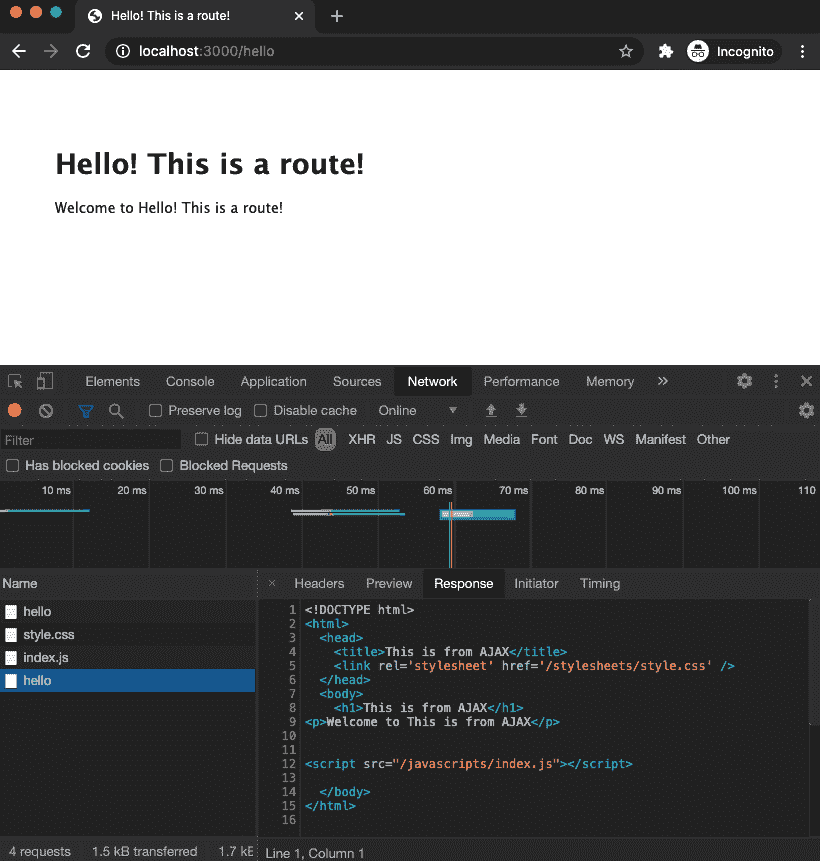 Hello! This is a route!
localhost:3000/hello
Incognito
Hello! This is a route!
Welcome to Hello! This is a route!
Elements Console Application Sources Network Performance Memory »
Preserve log Disable cache Online
Filter Hide data URLs All XHR JS CSS Img Media Font Doc WS Manifest Other
Has blocked cookies Blocked Requests
10 ms 20 ms 30 ms 40 ms 50 ms 60 ms 70 ms 80 ms 90 ms 100 ms 110
Name
hello
style.css
index.js
hello
4 requests 1.5 kB transferred 1.7 kE
× Headers Preview Response Initiator Timing
1 <!DOCTYPE html>
2 <html>
3   <head>
4     <title>This is from AJAX</title>
5     <link rel='stylesheet' href='/stylesheets/style.css' />
6   </head>
7   <body>
8     <h1>This is from AJAX</h1>
9 <p>Welcome to This is from AJAX</p>
10
11
12 <script src="/javascripts/index.js"></script>
13
14   </body>
15 </html>
16
Line 1, Column 1